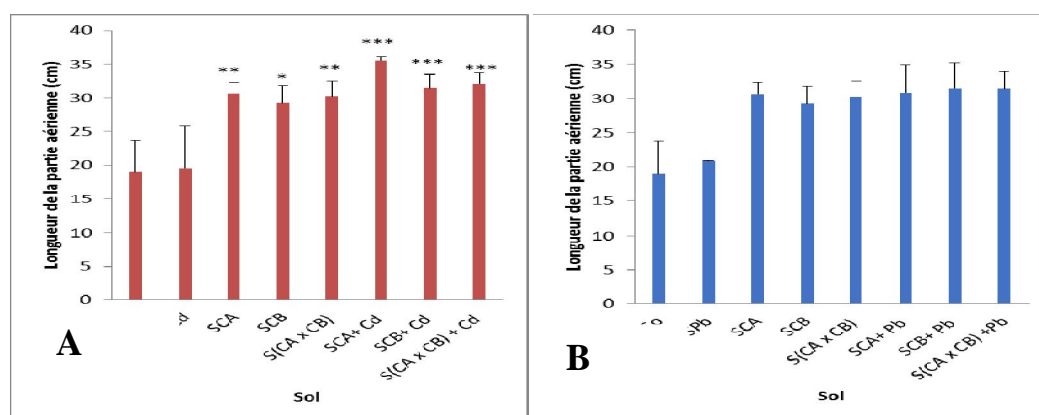 Longueur de la partie aérienne (cm)
40
35
30
25
20
15
10
5
0
**
*
**
***
***
***
SCA
SCB
S(CA x CB)
SCA+ Cd
SCB+ Cd
S(CA x CB) + Cd
A
Sol
Longueur de la partie aérienne (cm)
40
35
30
25
20
15
10
5
0
SCA
SCB
S(CA x CB)
SCA+ Pb
SCB+ Pb
S(CA x CB) +Pb
B
Sol